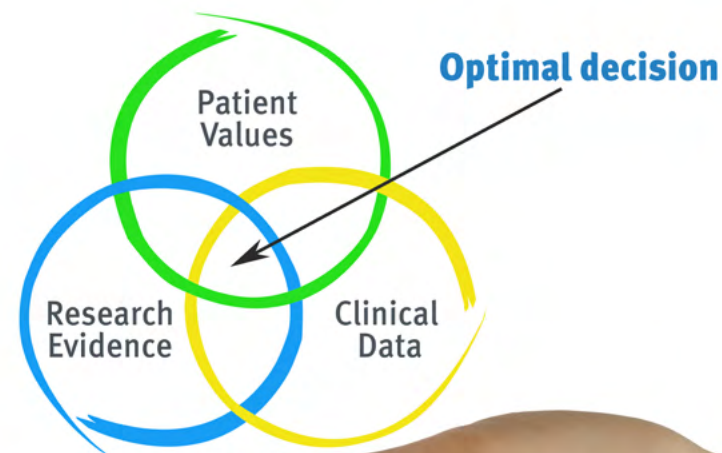 Optimal decision
Patient
Values
Research
Evidence
Clinical
Data